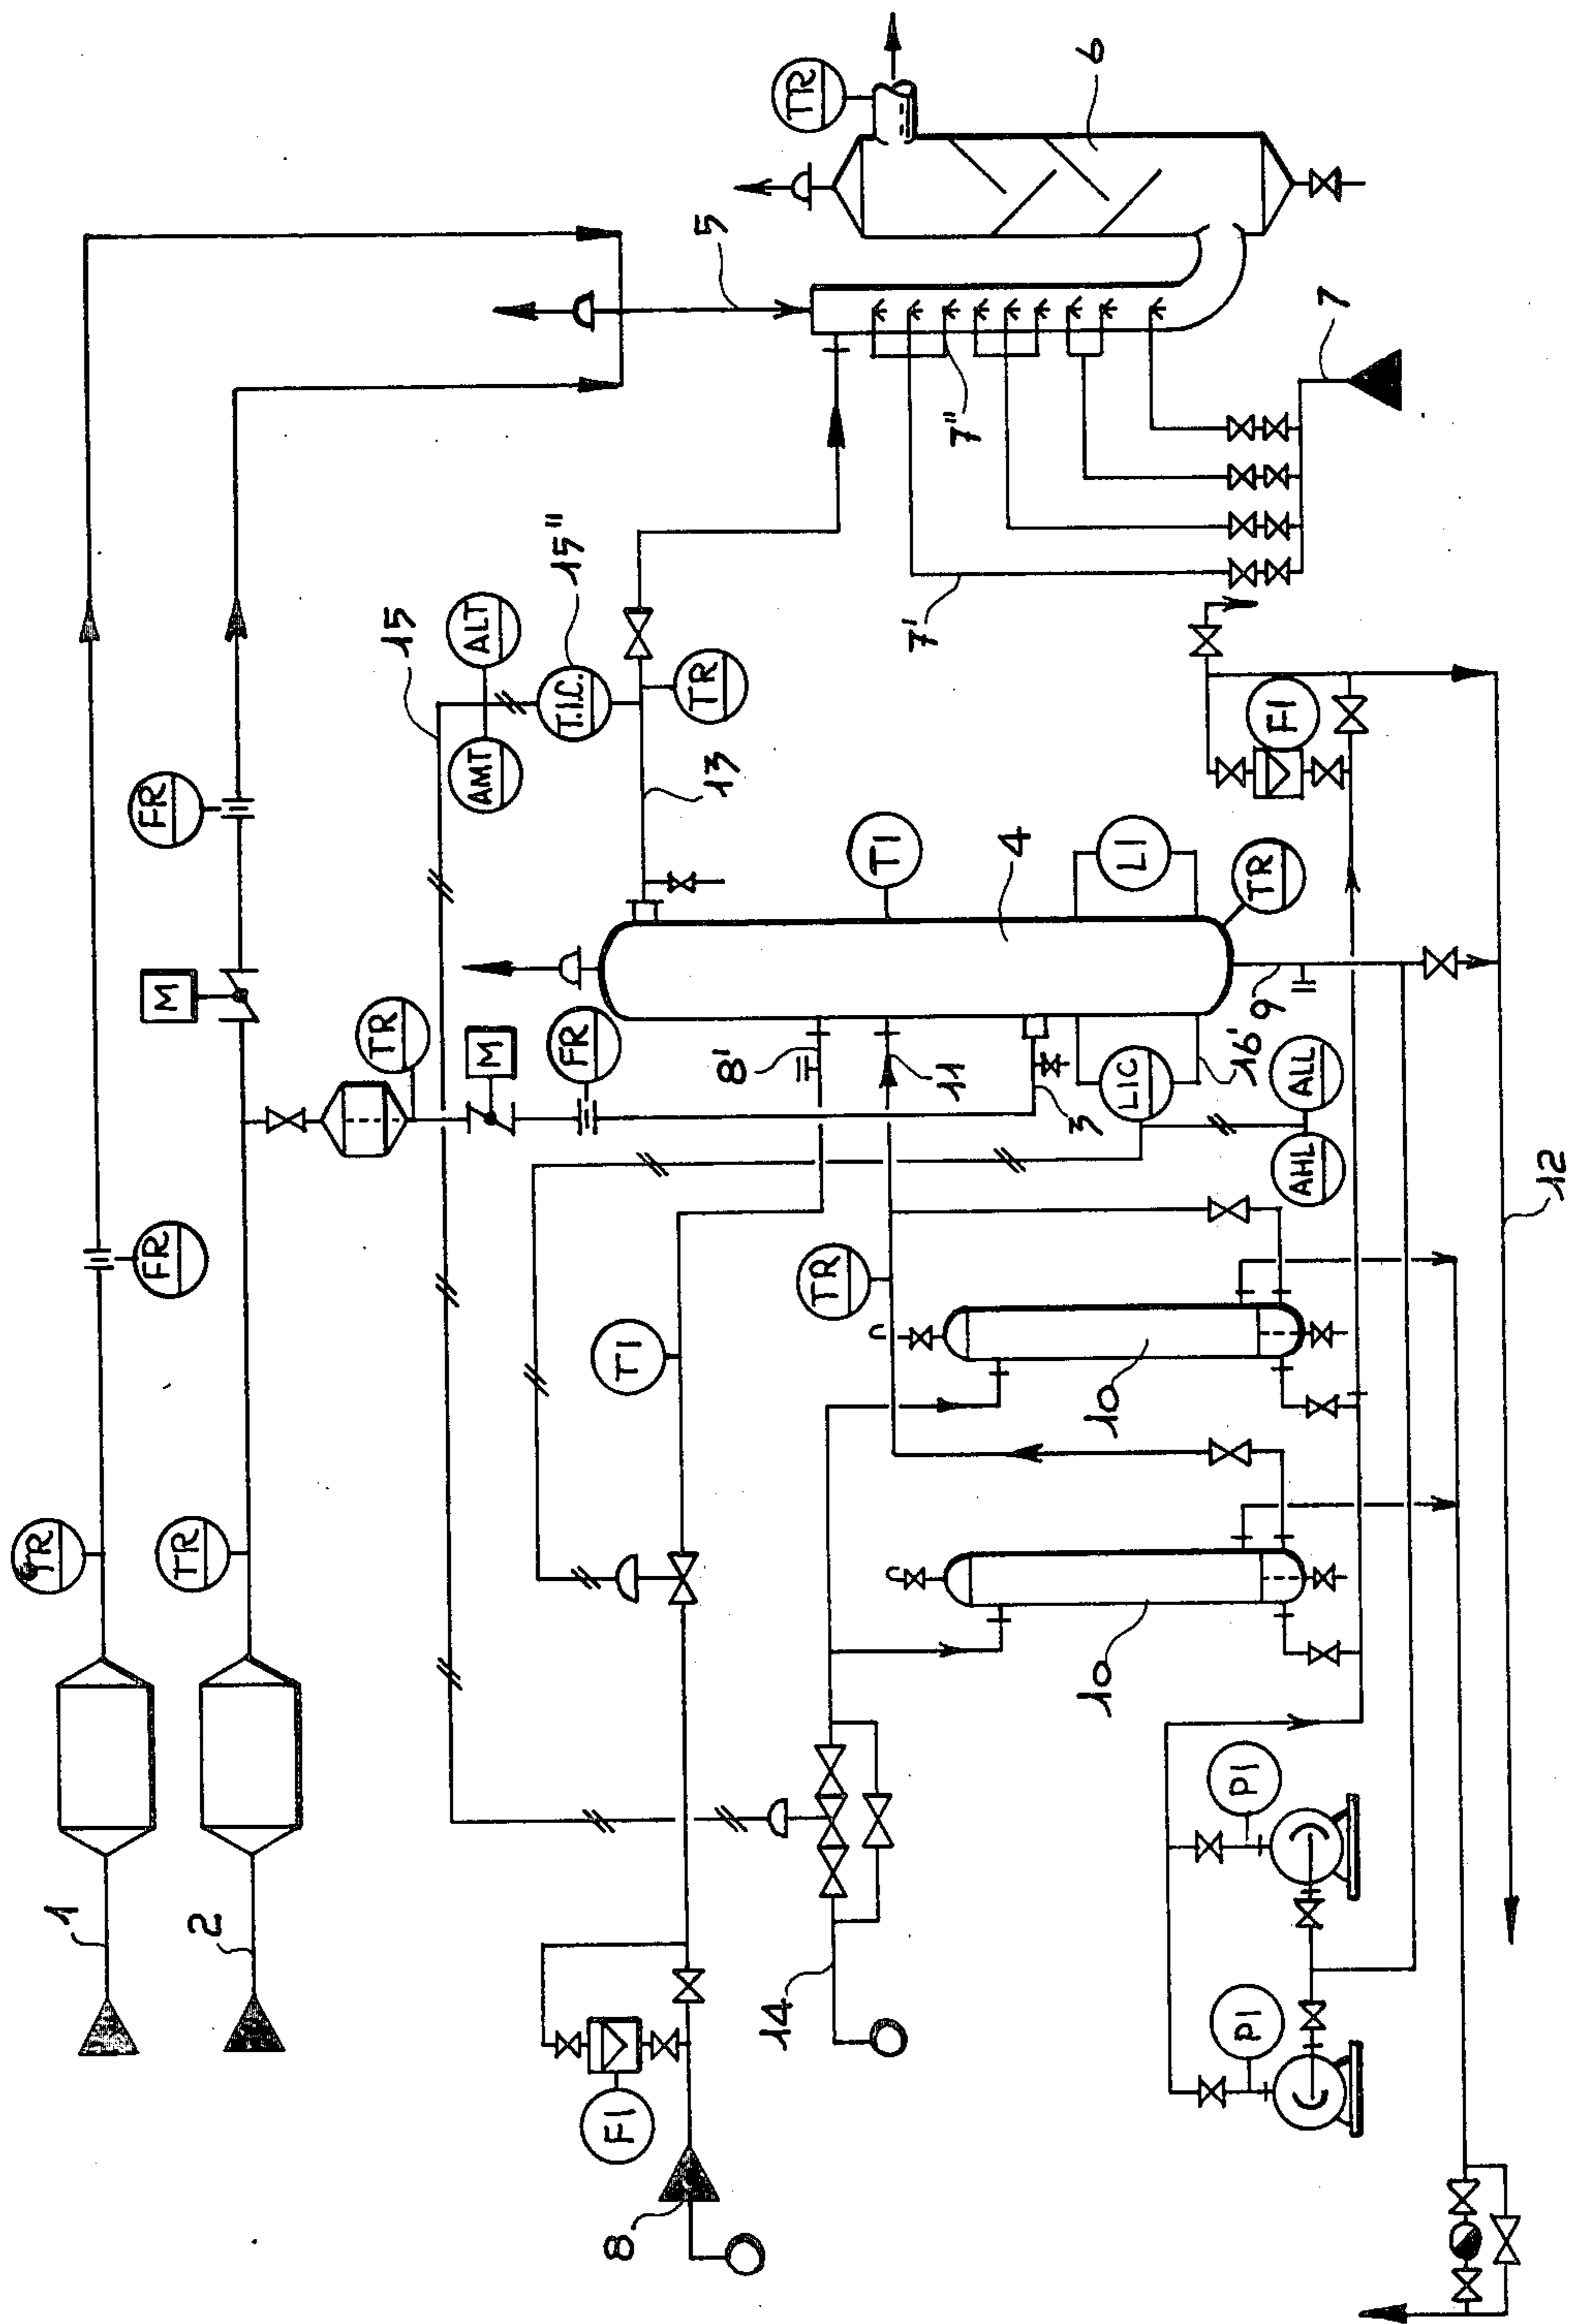 1
TR
FR
2
TR
M
FR
TR
15
AMT
ALT
M
FR
T.I.C.
15"
8
FI
TI
TR
13
5
8'
14
TR
TI
TR
11
7'
7"
4
3
6
10
10
LIC
LI
PI
PI
16'
9
TR
FI
7
AHL
ALL
12